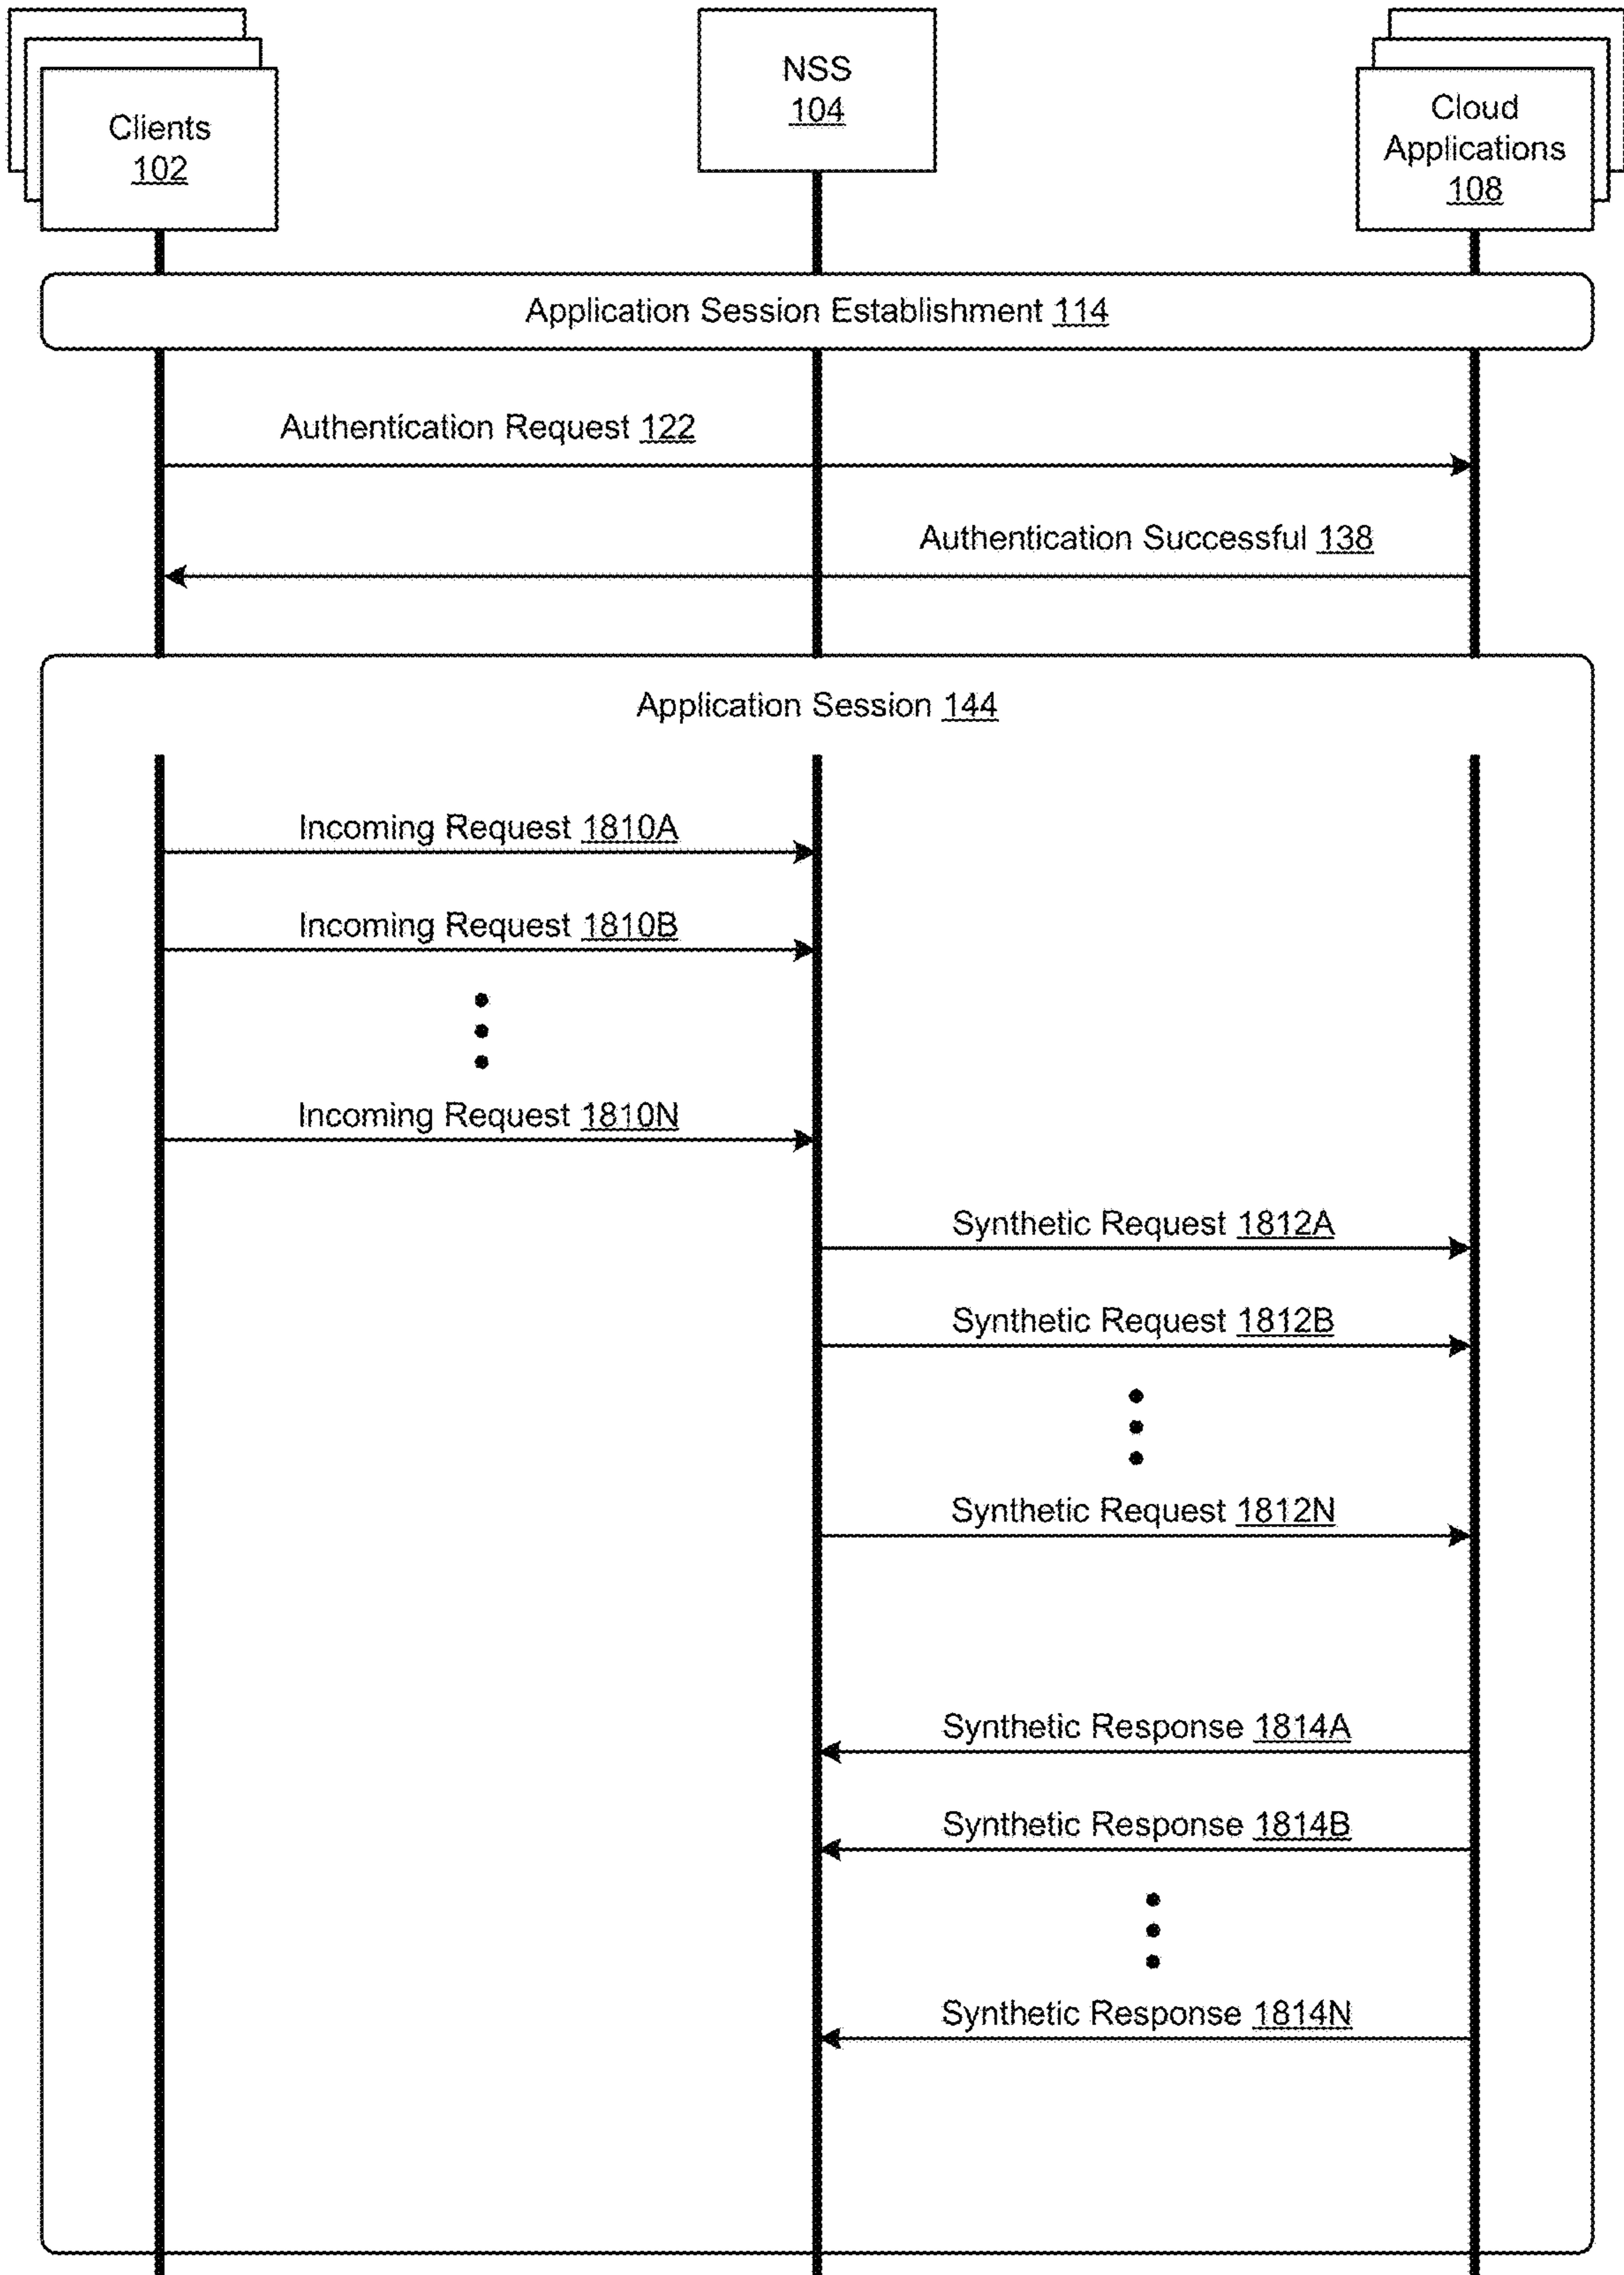 Clients
102
NSS
104
Cloud
Applications
108
Application Session Establishment 114
Authentication Request 122
Authentication Successful 138
Application Session 144
Incoming Request 1810A
Incoming Request 1810B
Incoming Request 1810N
Synthetic Request 1812A
Synthetic Request 1812B
Synthetic Request 1812N
Synthetic Response 1814A
Synthetic Response 1814B
Synthetic Response 1814N